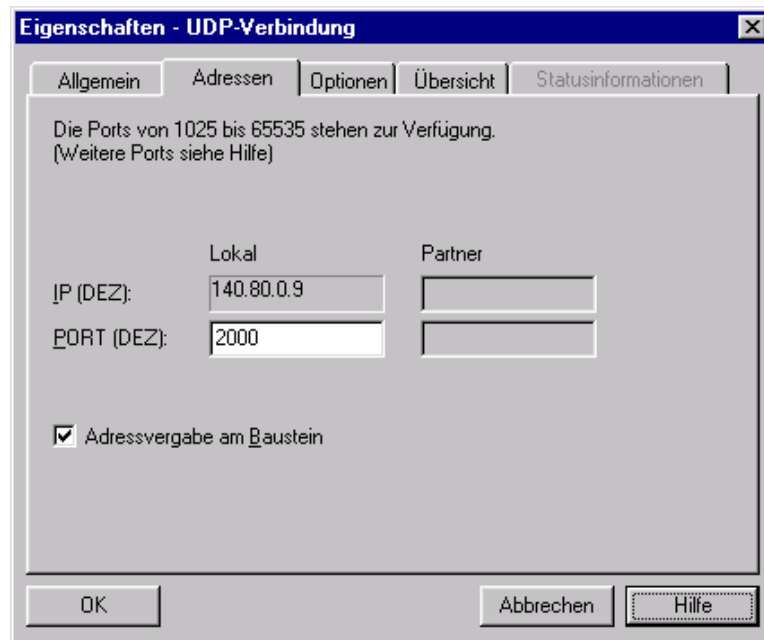 Eigenschaften - UDP-Verbindung
Allgemein Adressen Optionen Übersicht Statusinformationen
Die Ports von 1025 bis 65535 stehen zur Verfügung.
(Weitere Ports siehe Hilfe)
Lokal Partner
IP (DEZ): 140.80.0.9
PORT (DEZ): 2000
Adressvergabe am Baustein
OK Abbrechen Hilfe